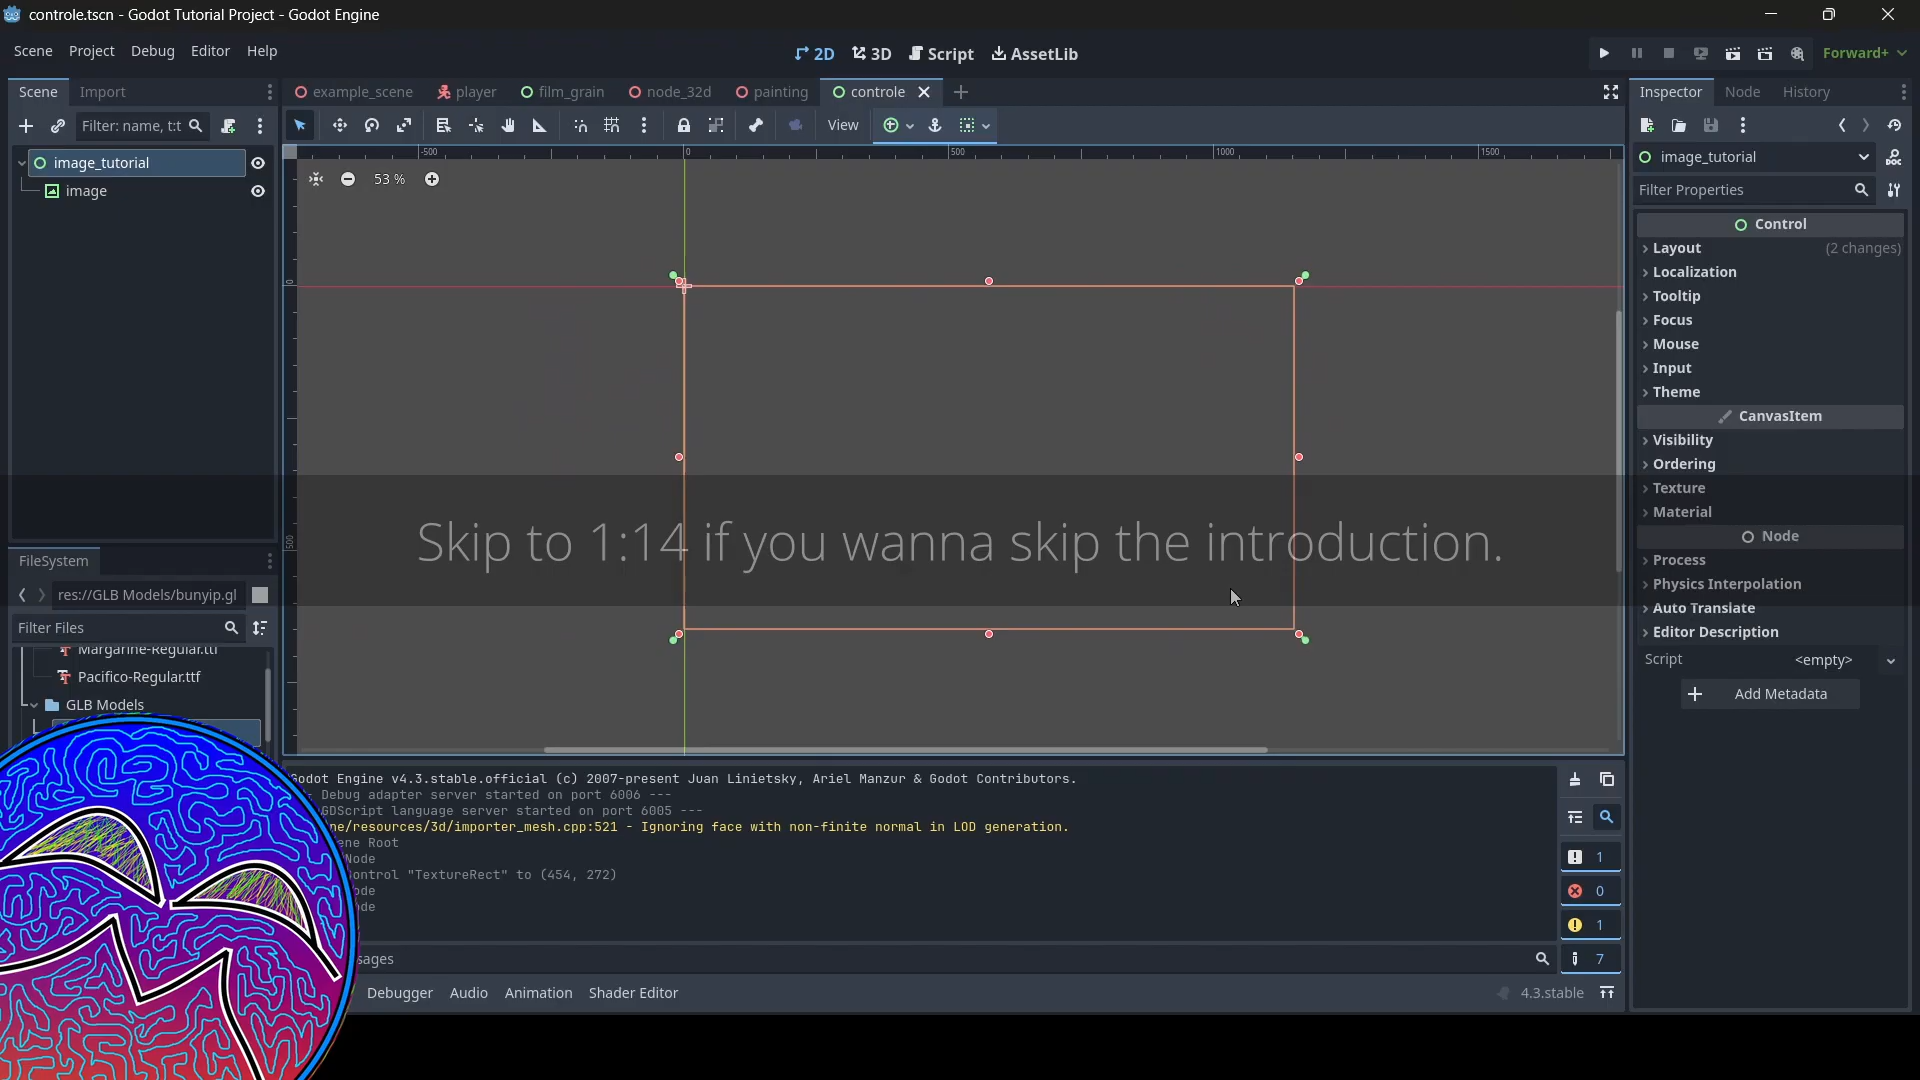 controle.tscn - Godot Tutorial Project - Godot Engine
Scene Project Debug Editor Help
2D 3D Script AssetLib
Forward+
Scene Import
example_scene player film_grain node_32d painting controle
Inspector Node History
Filter: name, t:t
View
image_tutorial
image
-500 0 500 1000 1500
53 %
0
500
image_tutorial
Filter Properties
Control
Layout (2 changes)
Localization
Tooltip
Focus
Mouse
Input
Theme
CanvasItem
Visibility
Ordering
Texture
Material
Node
Process
Physics Interpolation
Auto Translate
Editor Description
Script <empty>
Add Metadata
Skip to 1:14 if you wanna skip the introduction.
FileSystem
res://GLB Models/bunyip.gl
Filter Files
Margarine-Regular.ttf
Pacifico-Regular.ttf
GLB Models
Godot Engine v4.3.stable.official (c) 2007-present Juan Linietsky, Ariel Manzur & Godot Contributors.
Debug adapter server started on port 6006 ---
GDScript language server started on port 6005 ---
ne/resources/3d/importer_mesh.cpp:521 - Ignoring face with non-finite normal in LOD generation.
ene Root
Node
ontrol "TextureRect" to (454, 272)
ode
de
sages
1
0
1
7
Debugger Audio Animation Shader Editor
4.3.stable